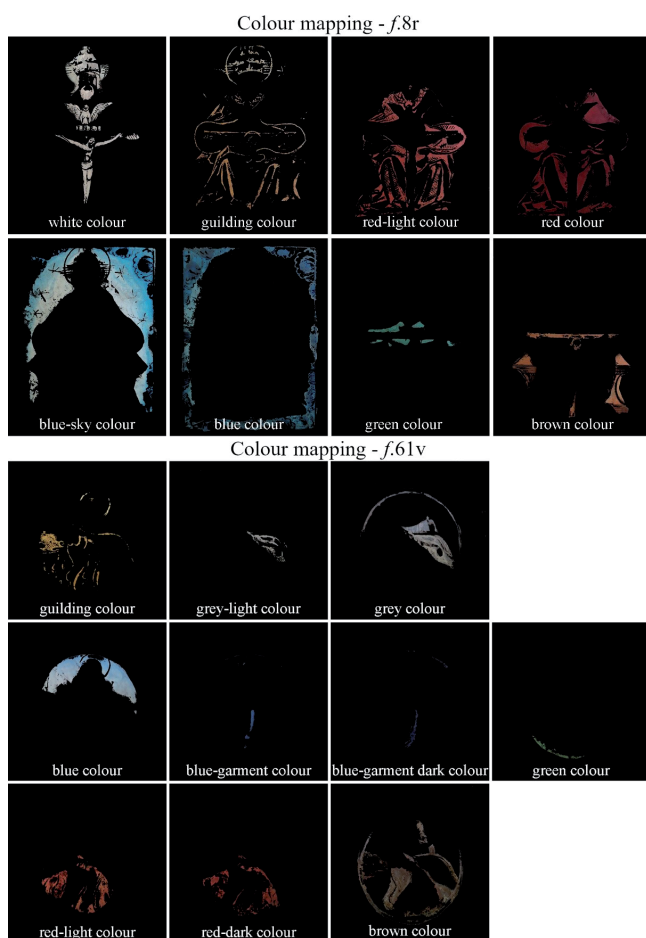 Colour mapping - f.8r
white colour
guilding colour
red-light colour
red colour
blue-sky colour
blue colour
green colour
brown colour
Colour mapping - f.61v
guilding colour
grey-light colour
grey colour
blue colour
blue-garment colour
blue-garment dark colour
green colour
red-light colour
red-dark colour
brown colour